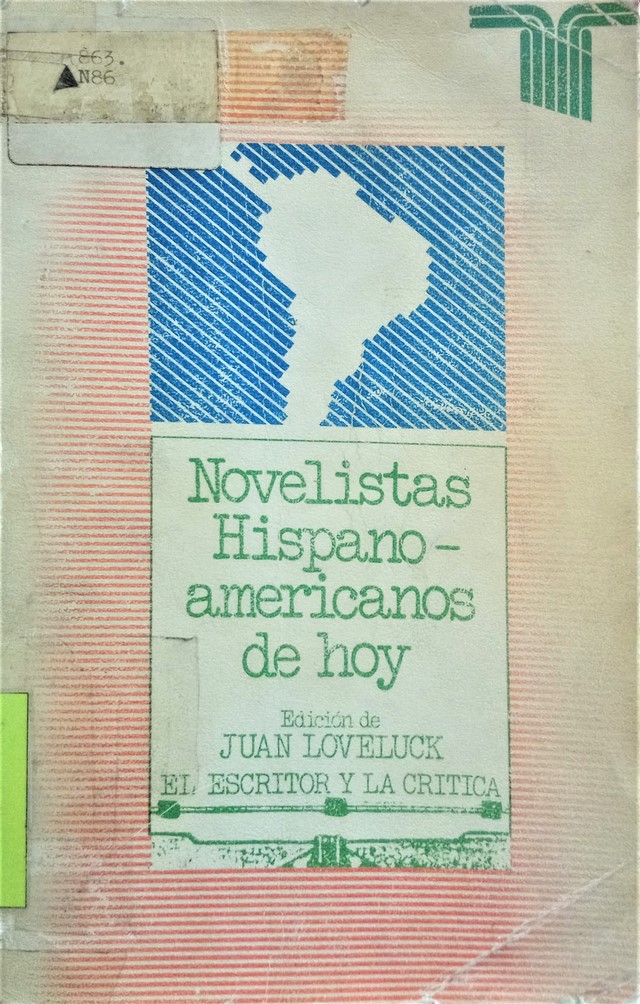 863.
N86
Novelistas
Hispano-
americanos
de hoy
Edición de
JUAN LOVELUCK
EL ESCRITOR Y LA CRITICA